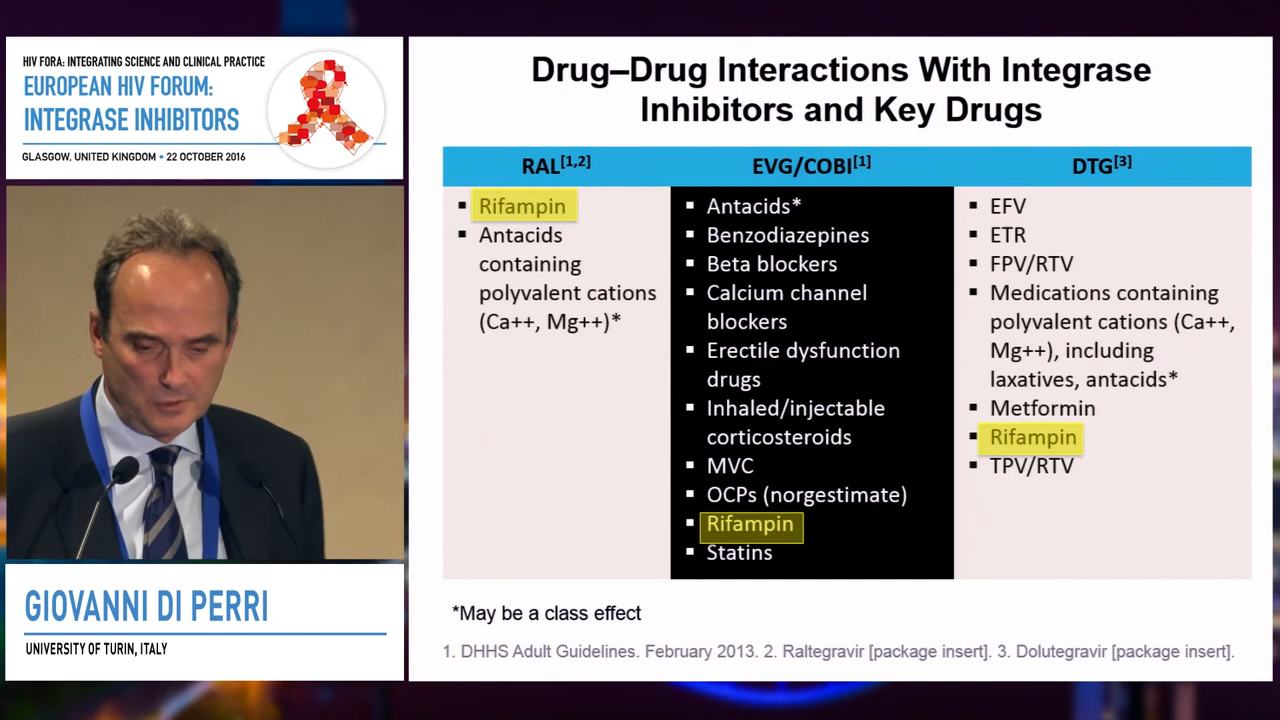 HIV FORA: INTEGRATING SCIENCE AND CLINICAL PRACTICE
EUROPEAN HIV FORUM:
INTEGRASE INHIBITORS
GLASGOW, UNITED KINGDOM • 22 OCTOBER 2016
GIOVANNI DI PERRI
UNIVERSITY OF TURIN, ITALY
Drug–Drug Interactions With Integrase
Inhibitors and Key Drugs
RAL[1,2]
▪ Rifampin
▪ Antacids
containing
polyvalent cations
(Ca++, Mg++)*
EVG/COBI[1]
▪ Antacids*
▪ Benzodiazepines
▪ Beta blockers
▪ Calcium channel
blockers
▪ Erectile dysfunction
drugs
▪ Inhaled/injectable
corticosteroids
▪ MVC
▪ OCPs (norgestimate)
▪ Rifampin
▪ Statins
DTG[3]
▪ EFV
▪ ETR
▪ FPV/RTV
▪ Medications containing
polyvalent cations (Ca++,
Mg++), including
laxatives, antacids*
▪ Metformin
▪ Rifampin
▪ TPV/RTV
*May be a class effect
1. DHHS Adult Guidelines. February 2013. 2. Raltegravir [package insert]. 3. Dolutegravir [package insert].